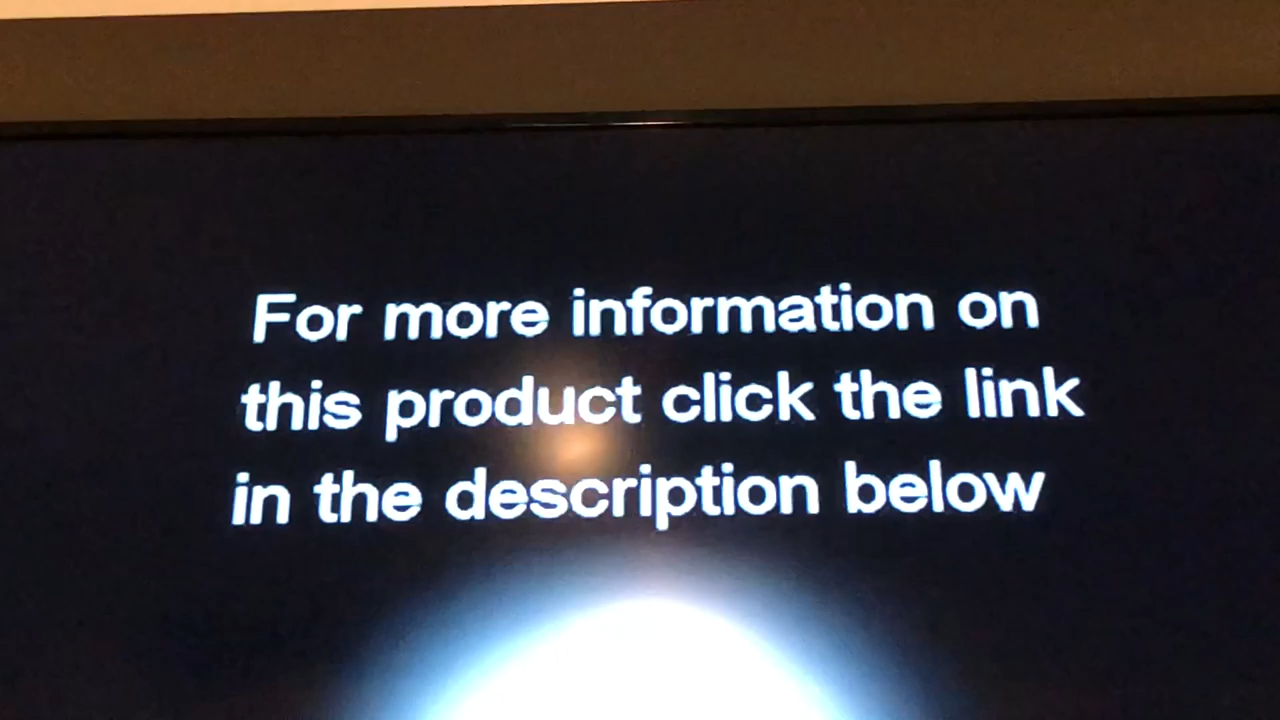 For more information on
this product click the link
in the description below